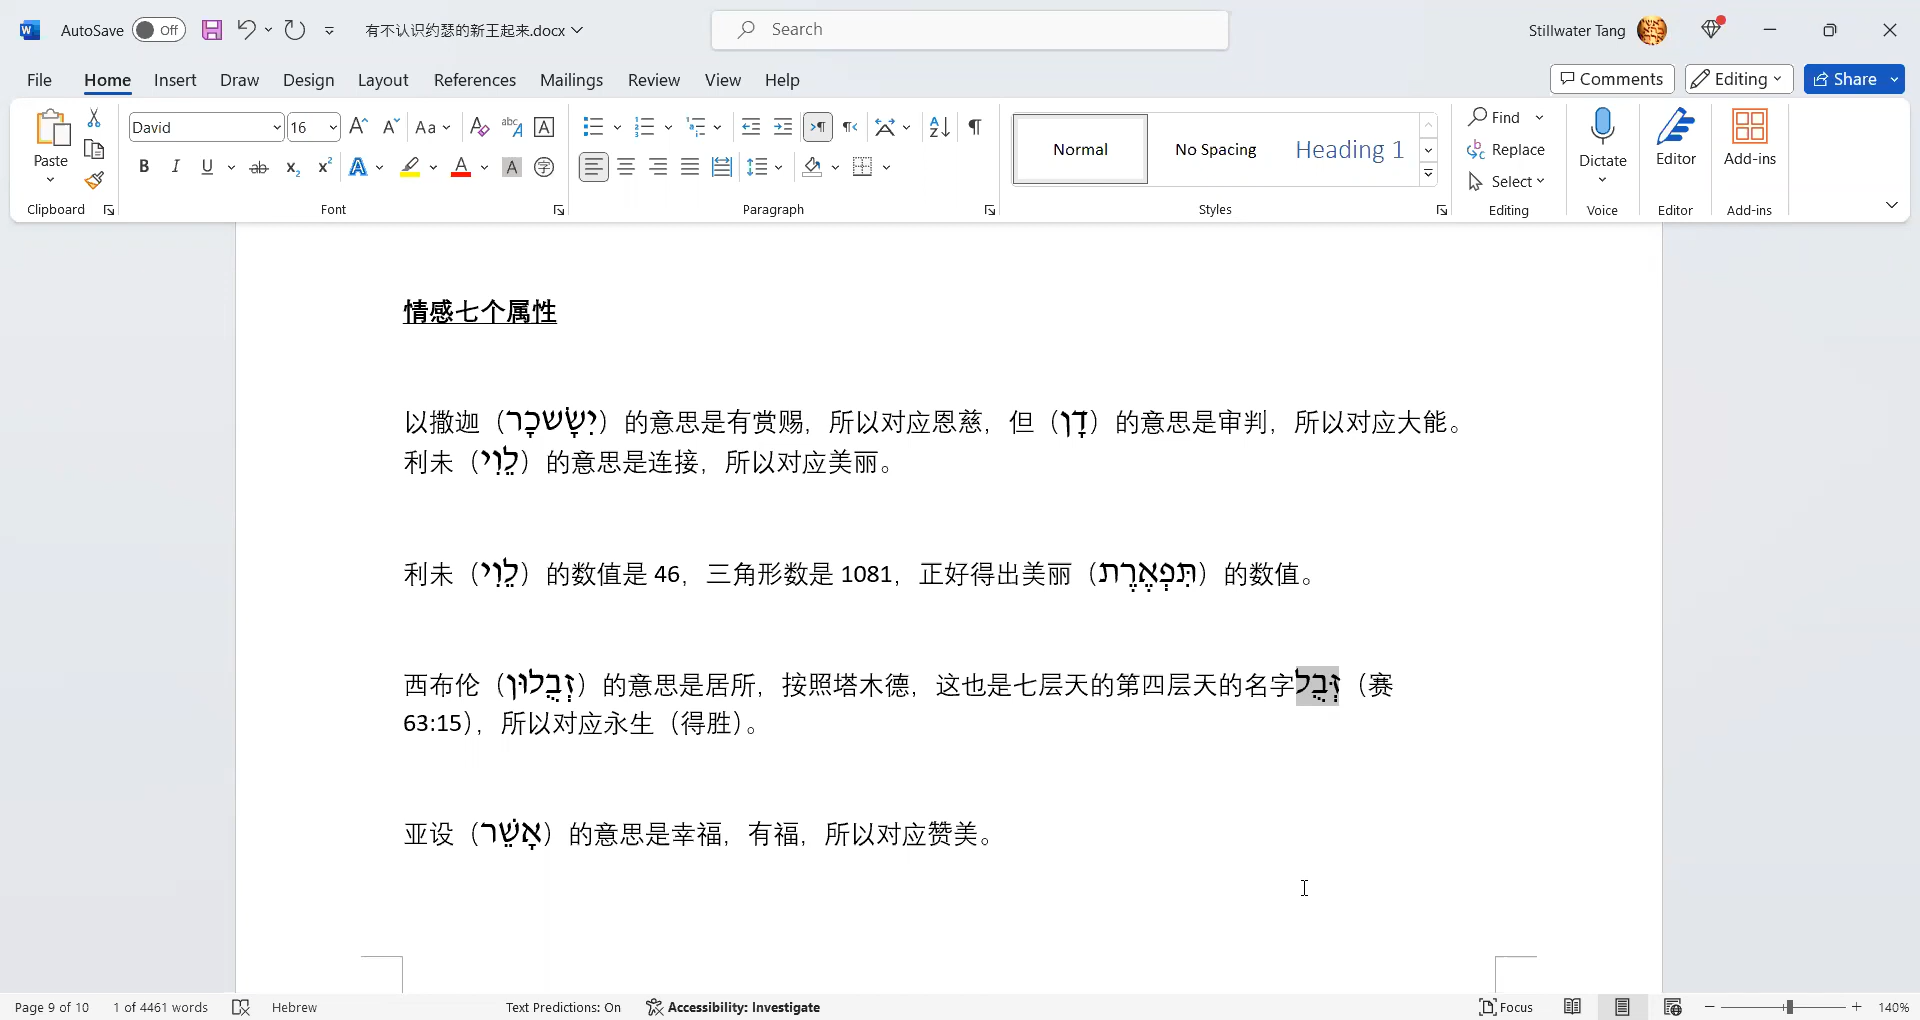 AutoSave Off 有不认识约瑟的新王起来.docx Search Stillwater Tang
File Home Insert Draw Design Layout References Mailings Review View Help Comments Editing Share
David 16 Aa
Paste
Normal No Spacing Heading 1
Find
Replace
Select
Dictate
Editor
Add-ins
Clipboard Font Paragraph Styles Editing Voice Editor Add-ins
情感七个属性
以撒迦（יִשָּׂשכָר）的意思是有赏赐，所以对应恩慈，但（דָן）的意思是审判，所以对应大能。
利未（לֵוִי）的意思是连接，所以对应美丽。
利未（לֵוִי）的数值是 46，三角形数是 1081，正好得出美丽（תִּפְאֶרֶת）的数值。
西布伦（זְבֻלוּן）的意思是居所，按照塔木德，这也是七层天的第四层天的名字זְּבֻל（赛
63:15），所以对应永生（得胜）。
亚设（אָשֵׁר）的意思是幸福，有福，所以对应赞美。
Page 9 of 10 1 of 4461 words Hebrew Text Predictions: On Accessibility: Investigate Focus 140%